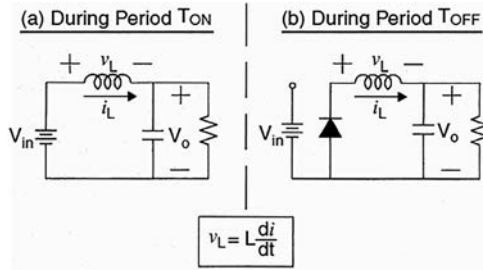 (a) During Period TON
(b) During Period TOFF
+ vL −
iL
Vin
+
Vo
−
+ vL −
iL
Vin
+
Vo
−
vL = L di/dt